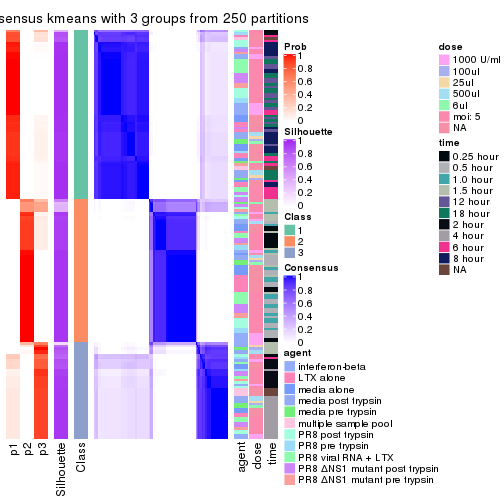 sensus kmeans with 3 groups from 250 partitions
Prob
1
0.8
0.6
0.4
0.2
0
Silhouette
1
0.8
0.6
0.4
0.2
0
Class
1
2
3
Consensus
1
0.8
0.6
0.4
0.2
0
agent
interferon-beta
LTX alone
media alone
media post trypsin
media pre trypsin
multiple sample pool
PR8 post trypsin
PR8 pre trypsin
PR8 viral RNA + LTX
PR8 ΔNS1 mutant post trypsin
PR8 ΔNS1 mutant pre trypsin
dose
1000 U/ml
100ul
25ul
500ul
6ul
moi: 5
NA
time
0.25 hour
0.5 hour
1.0 hour
1.5 hour
12 hour
18 hour
2 hour
4 hour
6 hour
8 hour
NA
p1
p2
p3
Silhouette
Class
agent
dose
time